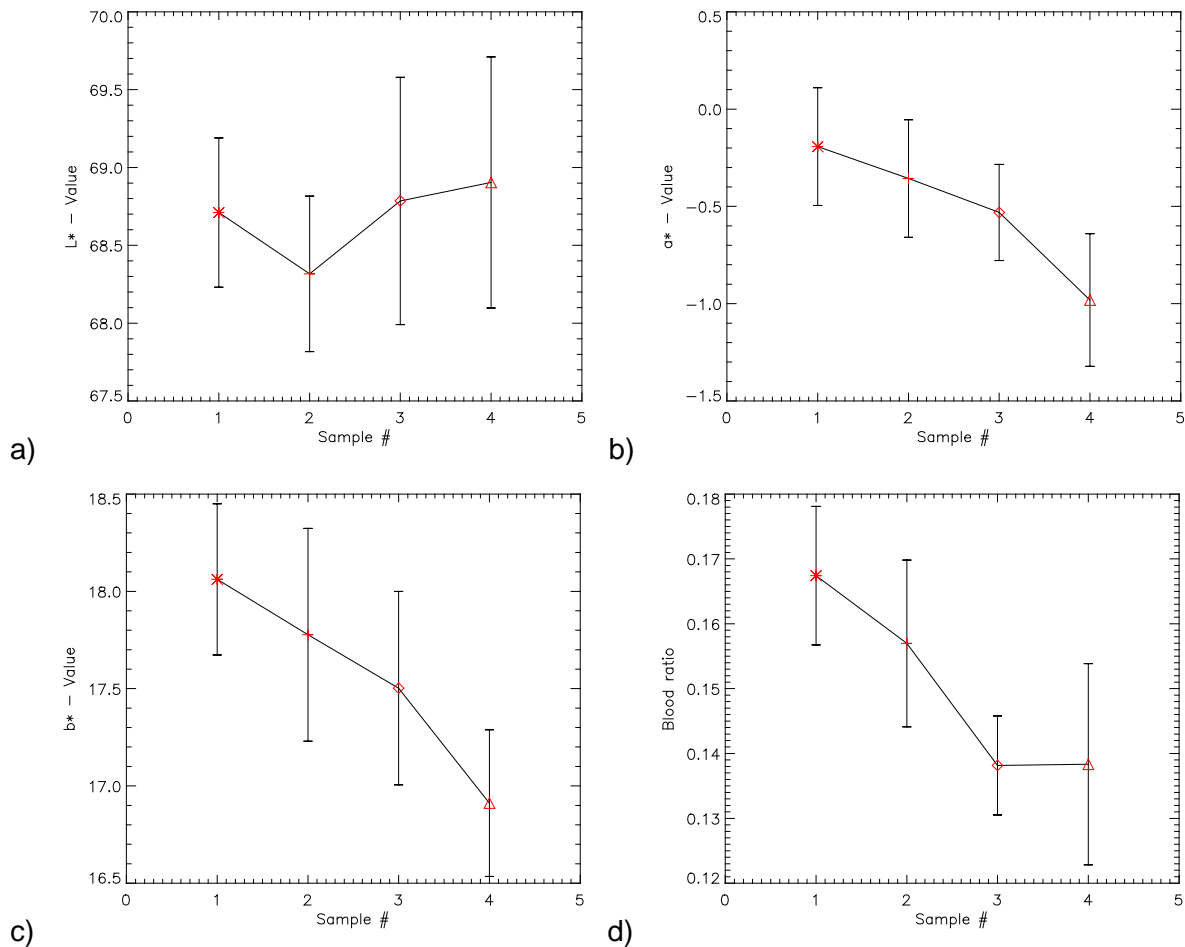 70.0
69.5
69.0
68.5
68.0
67.5
L* − Value
0 1 2 3 4 5
Sample #
a)
0.5
0.0
−0.5
−1.0
−1.5
a* − Value
0 1 2 3 4 5
Sample #
b)
18.5
18.0
17.5
17.0
16.5
b* − Value
0 1 2 3 4 5
Sample #
c)
0.18
0.17
0.16
0.15
0.14
0.13
0.12
Blood ratio
0 1 2 3 4 5
Sample #
d)